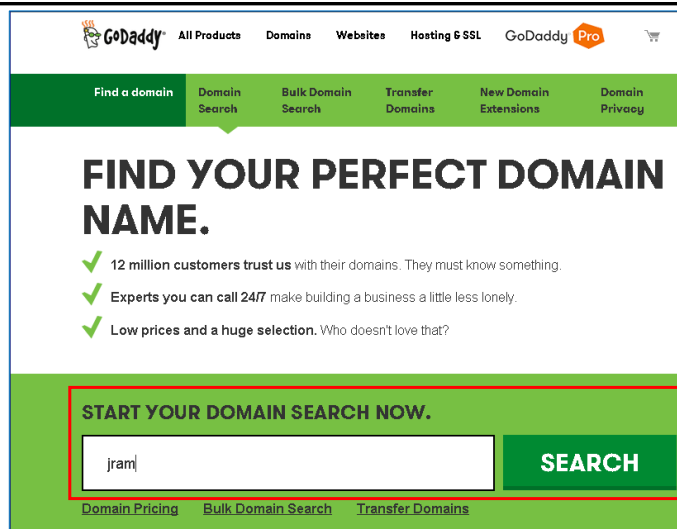 GoDaddy All Products Domains Websites Hosting & SSL GoDaddy Pro
Find a domain Domain Search Bulk Domain Search Transfer Domains New Domain Extensions Domain Privacy
FIND YOUR PERFECT DOMAIN
NAME.
12 million customers trust us with their domains. They must know something.
Experts you can call 24/7 make building a business a little less lonely.
Low prices and a huge selection. Who doesn't love that?
START YOUR DOMAIN SEARCH NOW.
jram SEARCH
Domain Pricing Bulk Domain Search Transfer Domains